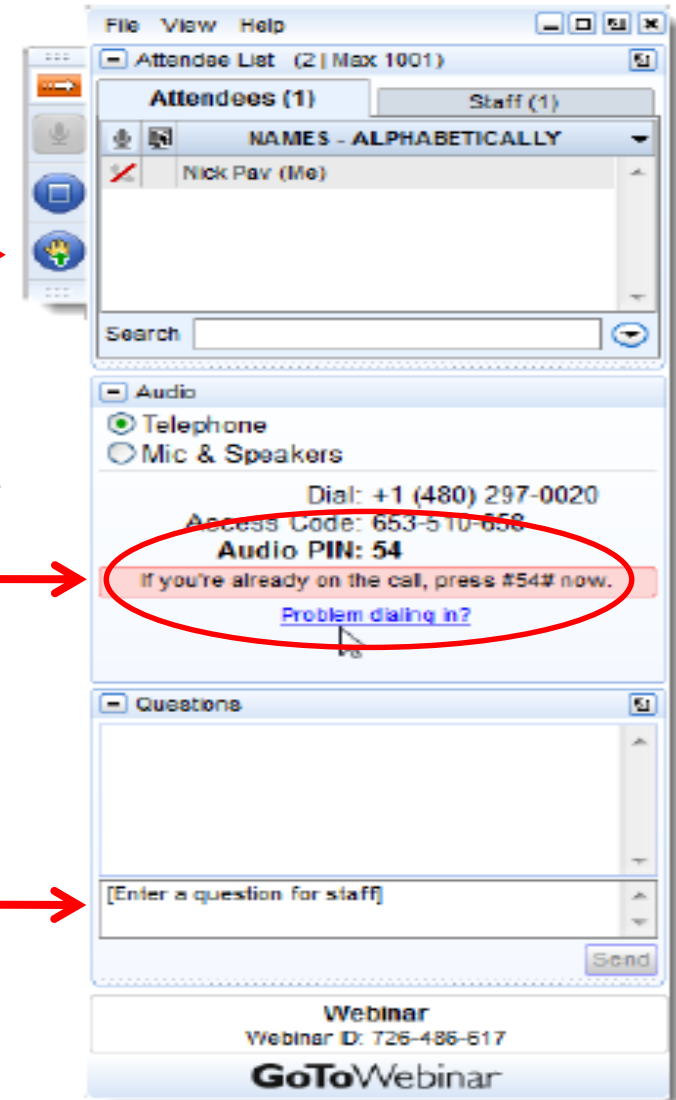 File View Help
Attendee List (2 | Max 1001)
Attendees (1) Staff (1)
NAMES - ALPHABETICALLY
Nick Pav (Me)
Search
Audio
Telephone
Mic & Speakers
Dial: +1 (480) 297-0020
Access Code: 653-510-658
Audio PIN: 54
If you're already on the call, press #54# now.
Problem dialing in?
Questions
[Enter a question for staff]
Send
Webinar
Webinar ID: 726-486-617
GoToWebinar